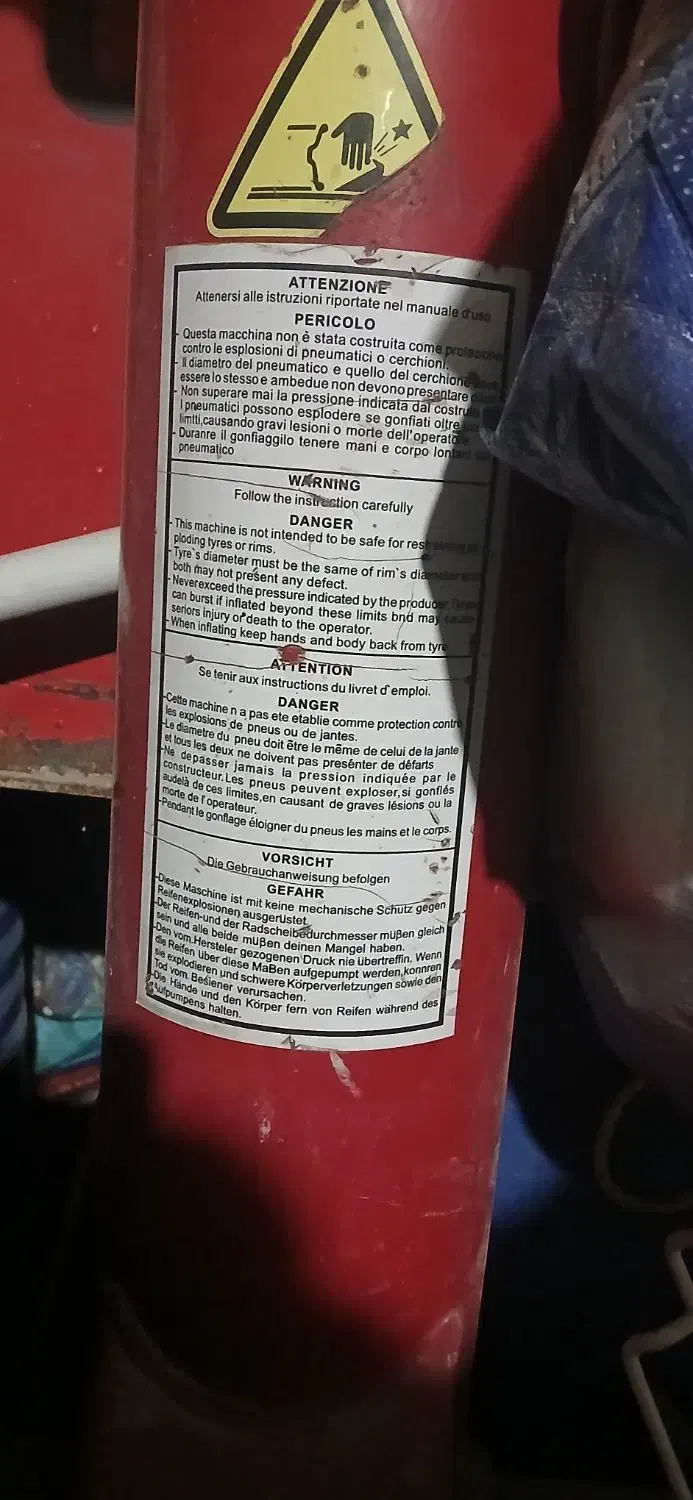 ATTENZIONE
Attenersi alle istruzioni riportate nel manuale d'uso
PERICOLO
- Questa macchina non è stata costruita come protezione
contro le esplosioni di pneumatici o cerchioni.
- Il diametro del pneumatico e quello del cerchione
essere lo stesso e ambedue non devono presentare
- Non superare mai la pressione indicata dal
I pneumatici possono esplodere se gonfiati oltre
limtti,causando gravi lesioni o morte dell'operatore
- Duranre il gonfiaggilo tenere mani e corpo
pneumatico
WARNING
Follow the instruction carefully
DANGER
- This machine is not intended to be safe for
ploding tyres or rims.
- Tyre`s diameter must be the same of rim`s
both may not present any defect.
- Neverexceed the pressure indicated by the producer.
can burst if inflated beyond these limits bnd may
seriors injury or death to the operator.
- When inflating keep hands and body back from tyre
ATTENTION
Se tenir aux instructions du livret d`emploi.
DANGER
-Cette machine n a pas ete etablie comme protection contre
les explosions de pneus ou de jantes.
-Le diametre du pneu doit être le même de celui de la jante
et tous les deux ne doivent pas presénter de défarts
-Ne depasser jamais la pression indiquée par le
constructeur.Les pneus peuvent exploser,si gonflés
audelà de ces limites,en causant de graves lésions ou la
morte de l'operateur.
-Pendant le gonflage éloigner du pneus les mains et le corps.
VORSICHT
Die Gebrauchanweisung befolgen
GEFAHR
-Diese Maschine ist mit keine mechanische Schutz gegen
Reifenexplosionen ausgerüstet.
-Der Reifen-und der Radscheibedurchmesser müβen gleich
sein und alle beide müβen deinen Mangel haben.
-Den vom.Hersteler gezogenen Druck nie übertreffin. Wenn
die Reifen über diese MaBen aufgepumpt werden,konnren
sie explodieren und schwere Körperverletzungen sowie den
Tod vom Besiener verursachen.
-Die Hände und den Körper fern von Reifen während des
Aufpumpens halten.